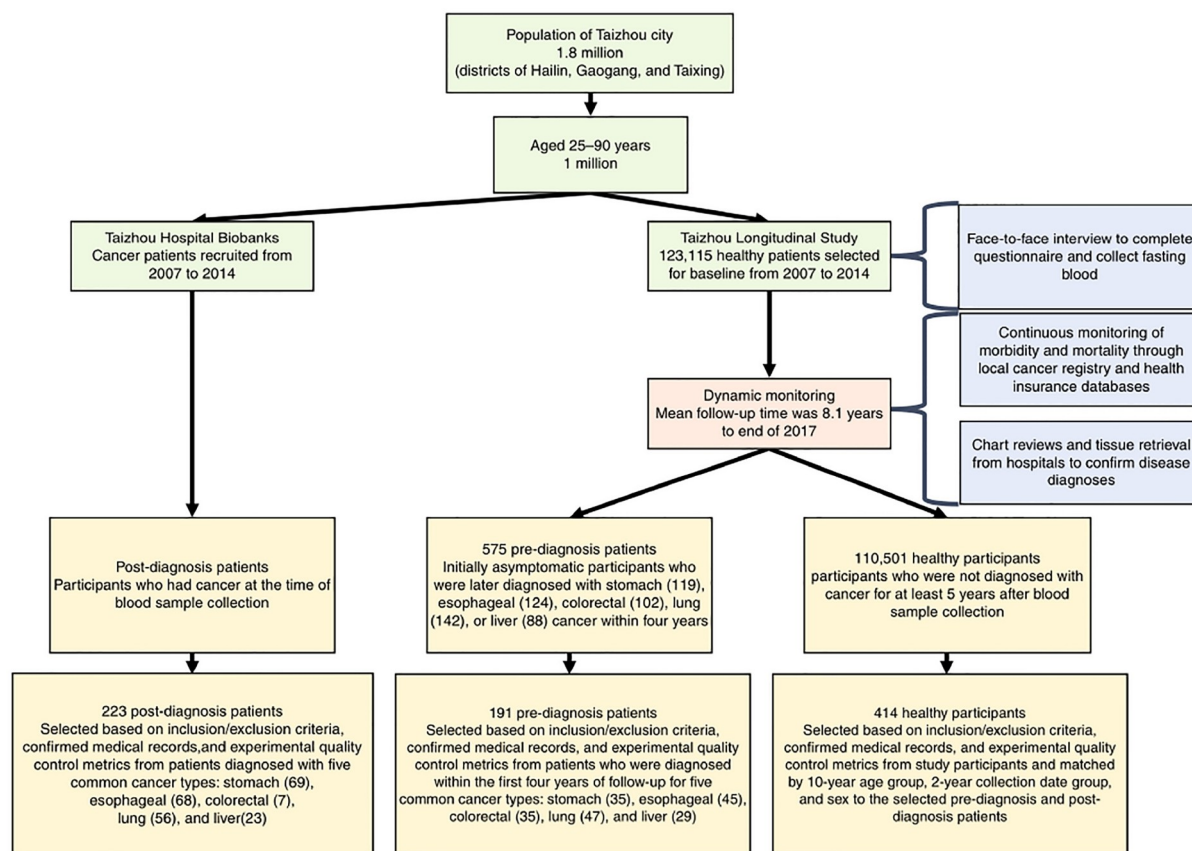 Population of Taizhou city
1.8 million
(districts of Hailin, Gaogang, and Taixing)
Aged 25–90 years
1 million
Taizhou Hospital Biobanks
Cancer patients recruited from
2007 to 2014
Taizhou Longitudinal Study
123,115 healthy patients selected
for baseline from 2007 to 2014
Face-to-face interview to complete
questionnaire and collect fasting
blood
Continuous monitoring of
morbidity and mortality through
local cancer registry and health
insurance databases
Dynamic monitoring
Mean follow-up time was 8.1 years
to end of 2017
Chart reviews and tissue retrieval
from hospitals to confirm disease
diagnoses
Post-diagnosis patients
Participants who had cancer at the time of
blood sample collection
575 pre-diagnosis patients
Initially asymptomatic participants who
were later diagnosed with stomach (119),
esophageal (124), colorectal (102), lung
(142), or liver (88) cancer within four years
110,501 healthy participants
participants who were not diagnosed with
cancer for at least 5 years after blood
sample collection
223 post-diagnosis patients
Selected based on inclusion/exclusion criteria,
confirmed medical records,and experimental quality
control metrics from patients diagnosed with five
common cancer types: stomach (69),
esophageal (68), colorectal (7),
lung (56), and liver(23)
191 pre-diagnosis patients
Selected based on inclusion/exclusion criteria,
confirmed medical records, and experimental quality
control metrics from patients who were diagnosed
within the first four years of follow-up for five
common cancer types: stomach (35), esophageal (45),
colorectal (35), lung (47), and liver (29)
414 healthy participants
Selected based on inclusion/exclusion criteria,
confirmed medical records, and experimental quality
control metrics from study participants and matched
by 10-year age group, 2-year collection date group,
and sex to the selected pre-diagnosis and post-
diagnosis patients